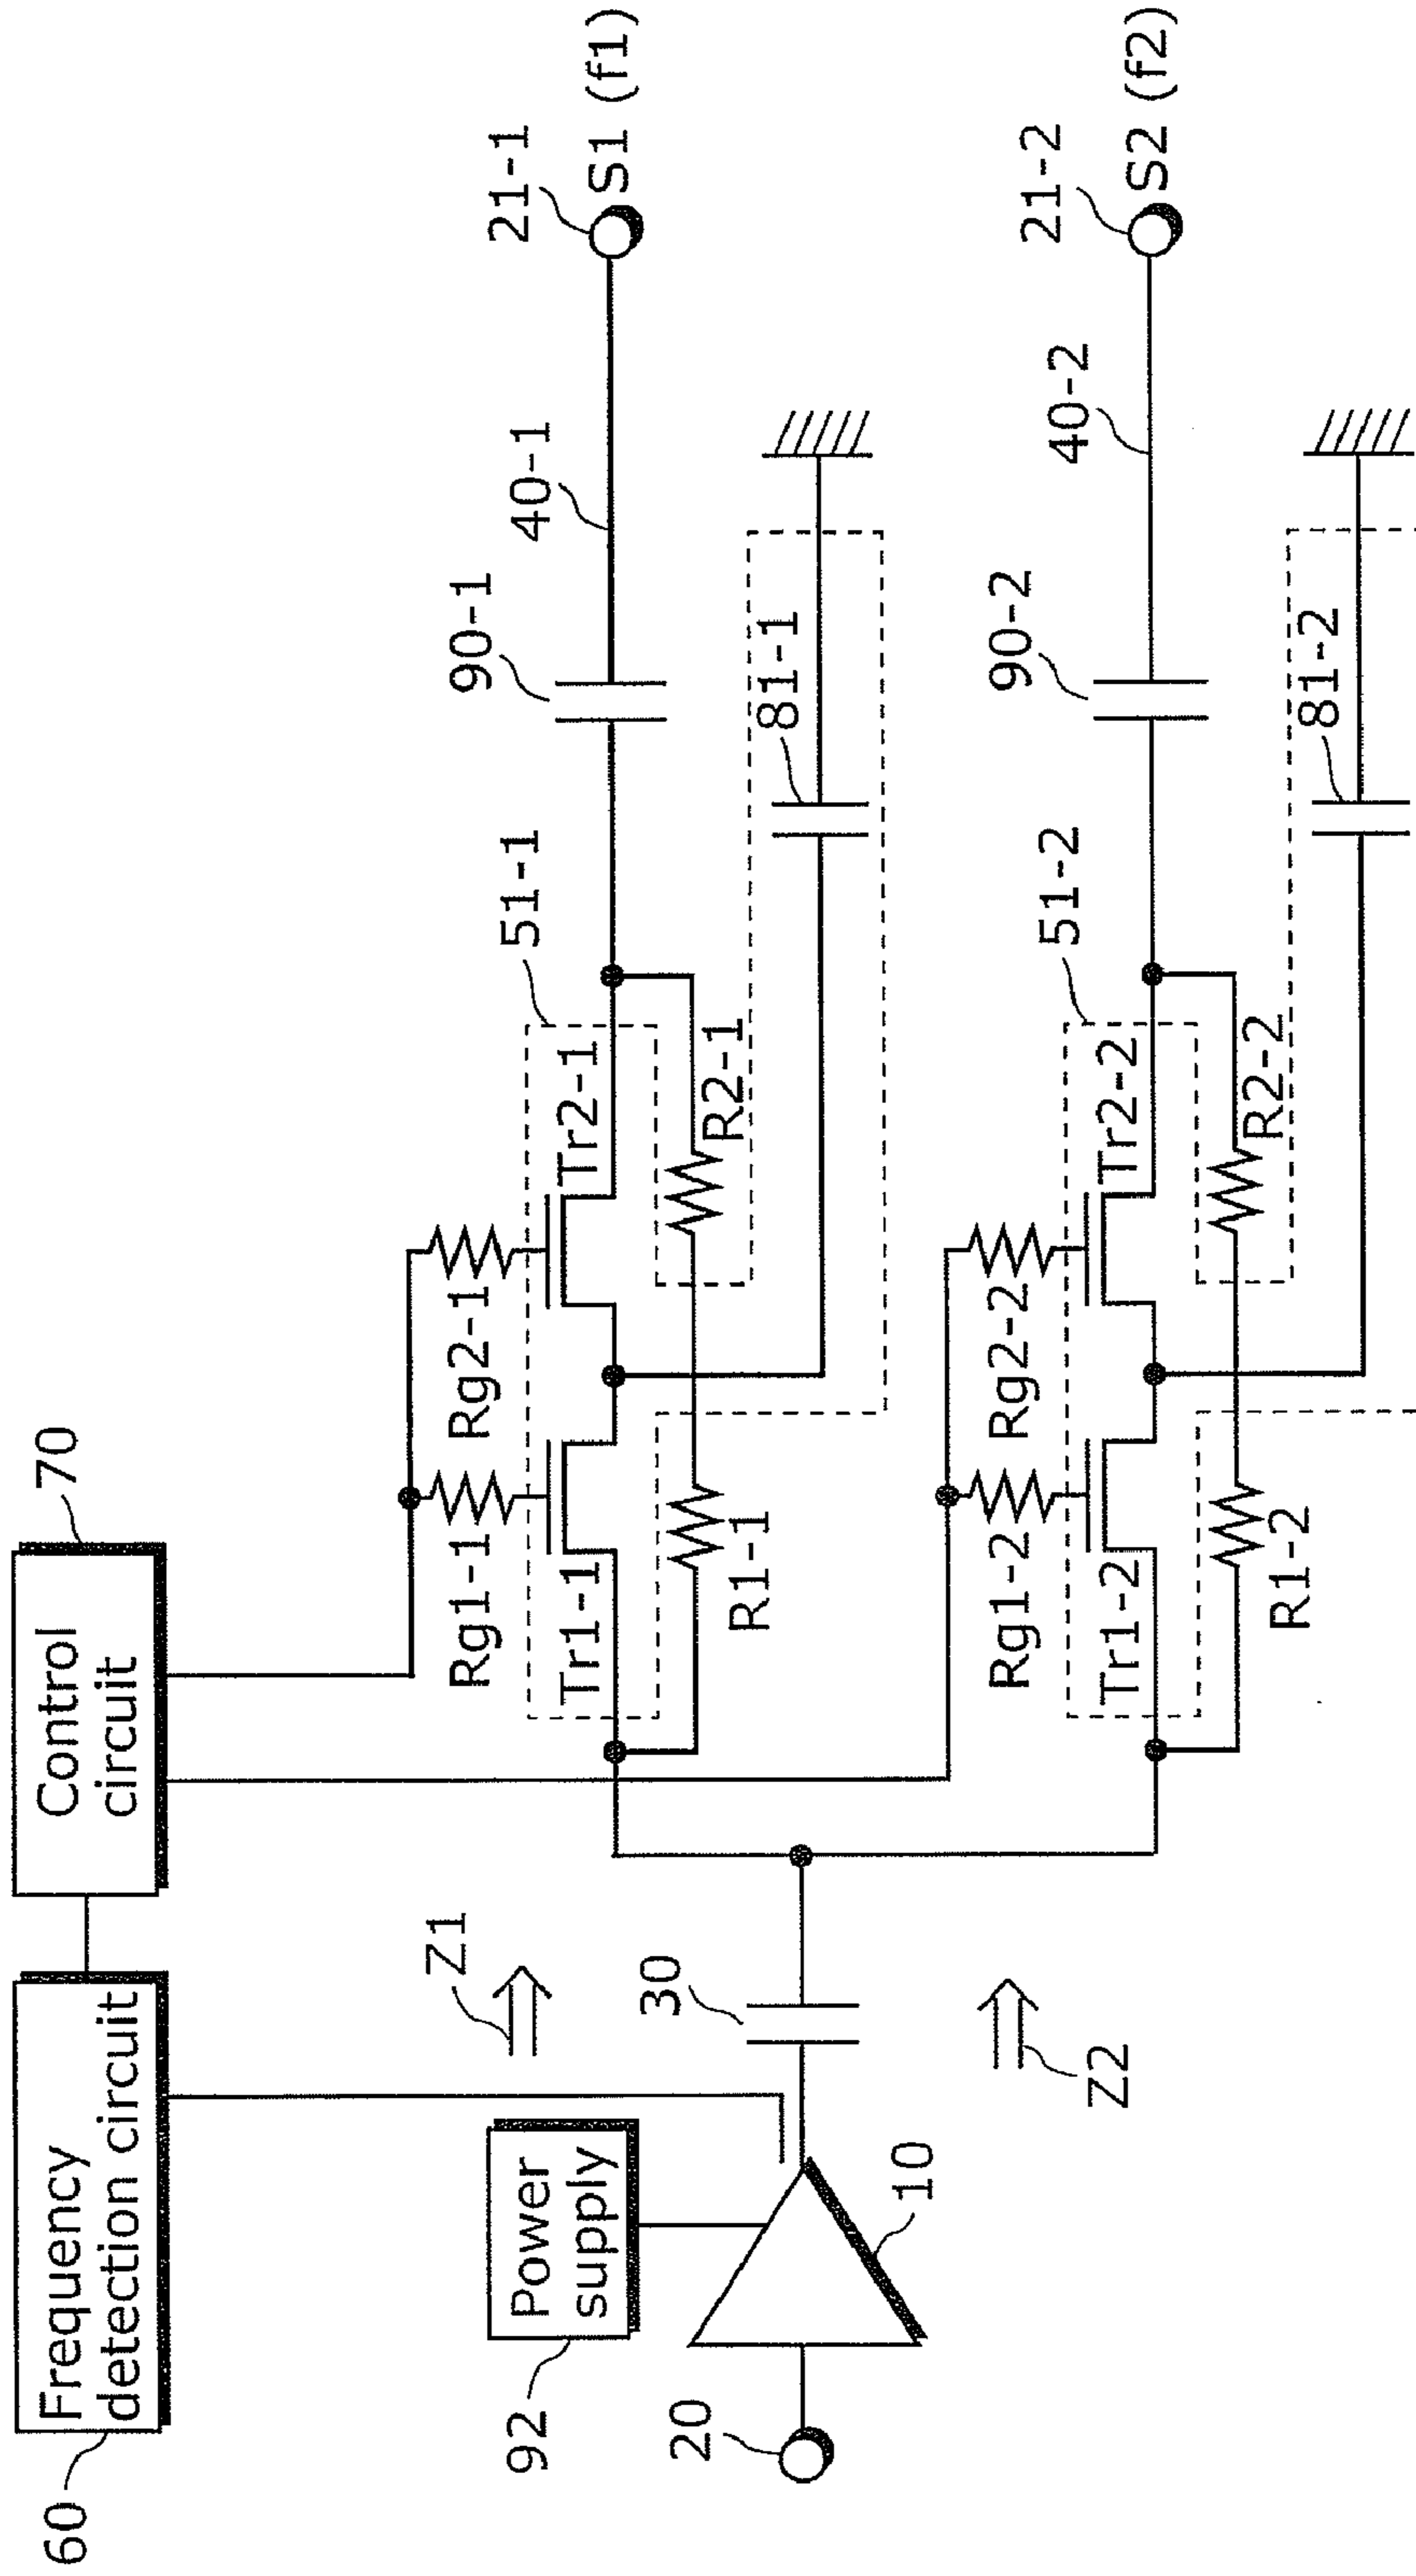 60
Frequency
detection circuit
Control
circuit
70
92
Power
supply
20
10
30
Z1
Z2
Rg1-1
Rg2-1
Tr1-1
Tr2-1
51-1
R1-1
R2-1
81-1
90-1
40-1
21-1
S1 (f1)
Rg1-2
Rg2-2
Tr1-2
Tr2-2
51-2
R1-2
R2-2
81-2
90-2
40-2
21-2
S2 (f2)